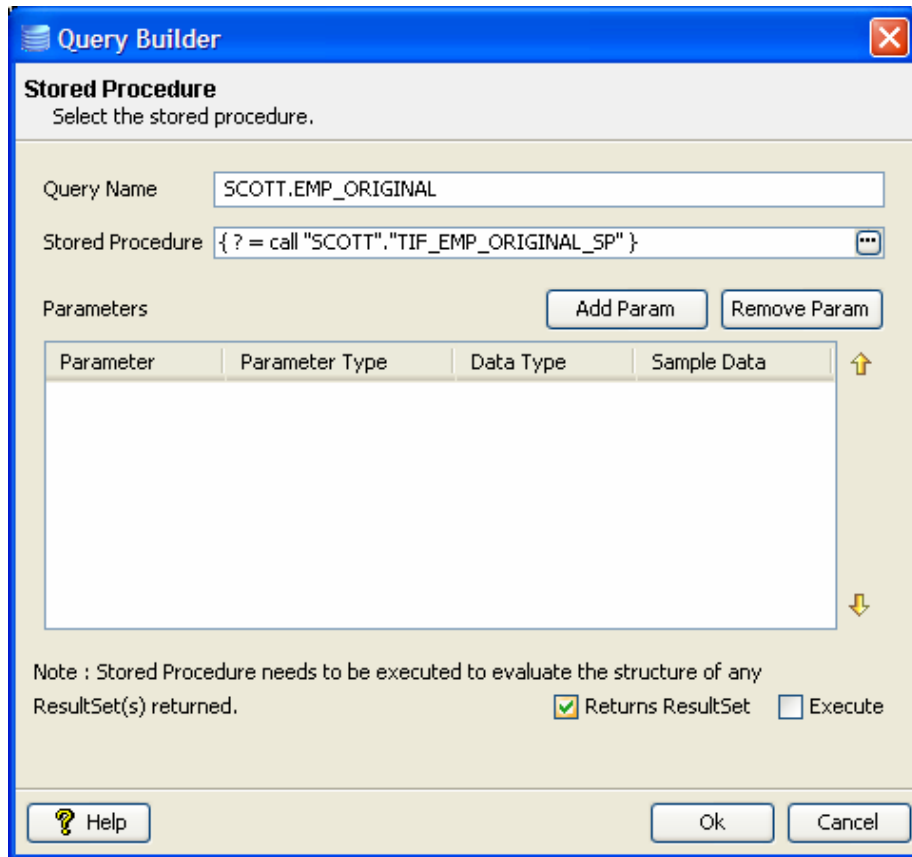 Query Builder
Stored Procedure
Select the stored procedure.
Query Name SCOTT.EMP_ORIGINAL
Stored Procedure { ? = call "SCOTT"."TIF_EMP_ORIGINAL_SP" }
Parameters Add Param Remove Param
Parameter Parameter Type Data Type Sample Data
Note : Stored Procedure needs to be executed to evaluate the structure of any
ResultSet(s) returned. Returns ResultSet Execute
Help Ok Cancel